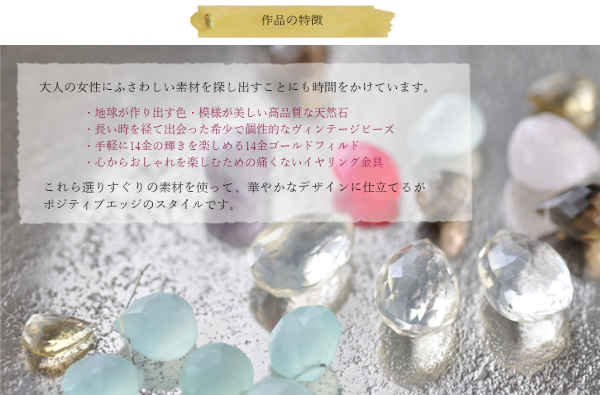 作品の特徴
大人の女性にふさわしい素材を探し出すことにも時間をかけています。
・地球が作り出す色・模様が美しい高品質な天然石
・長い時を経て出会った希少で個性的なヴィンテージビーズ
・手軽に14金の輝きを楽しめる14金ゴールドフィルド
・心からおしゃれを楽しむための痛くないイヤリング金具
これら選りすぐりの素材を使って、華やかなデザインに仕立てるが
ポジティブエッジのスタイルです。